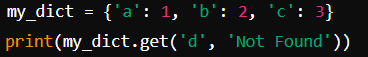 my_dict = {'a': 1, 'b': 2, 'c': 3}
print(my_dict.get('d', 'Not Found'))